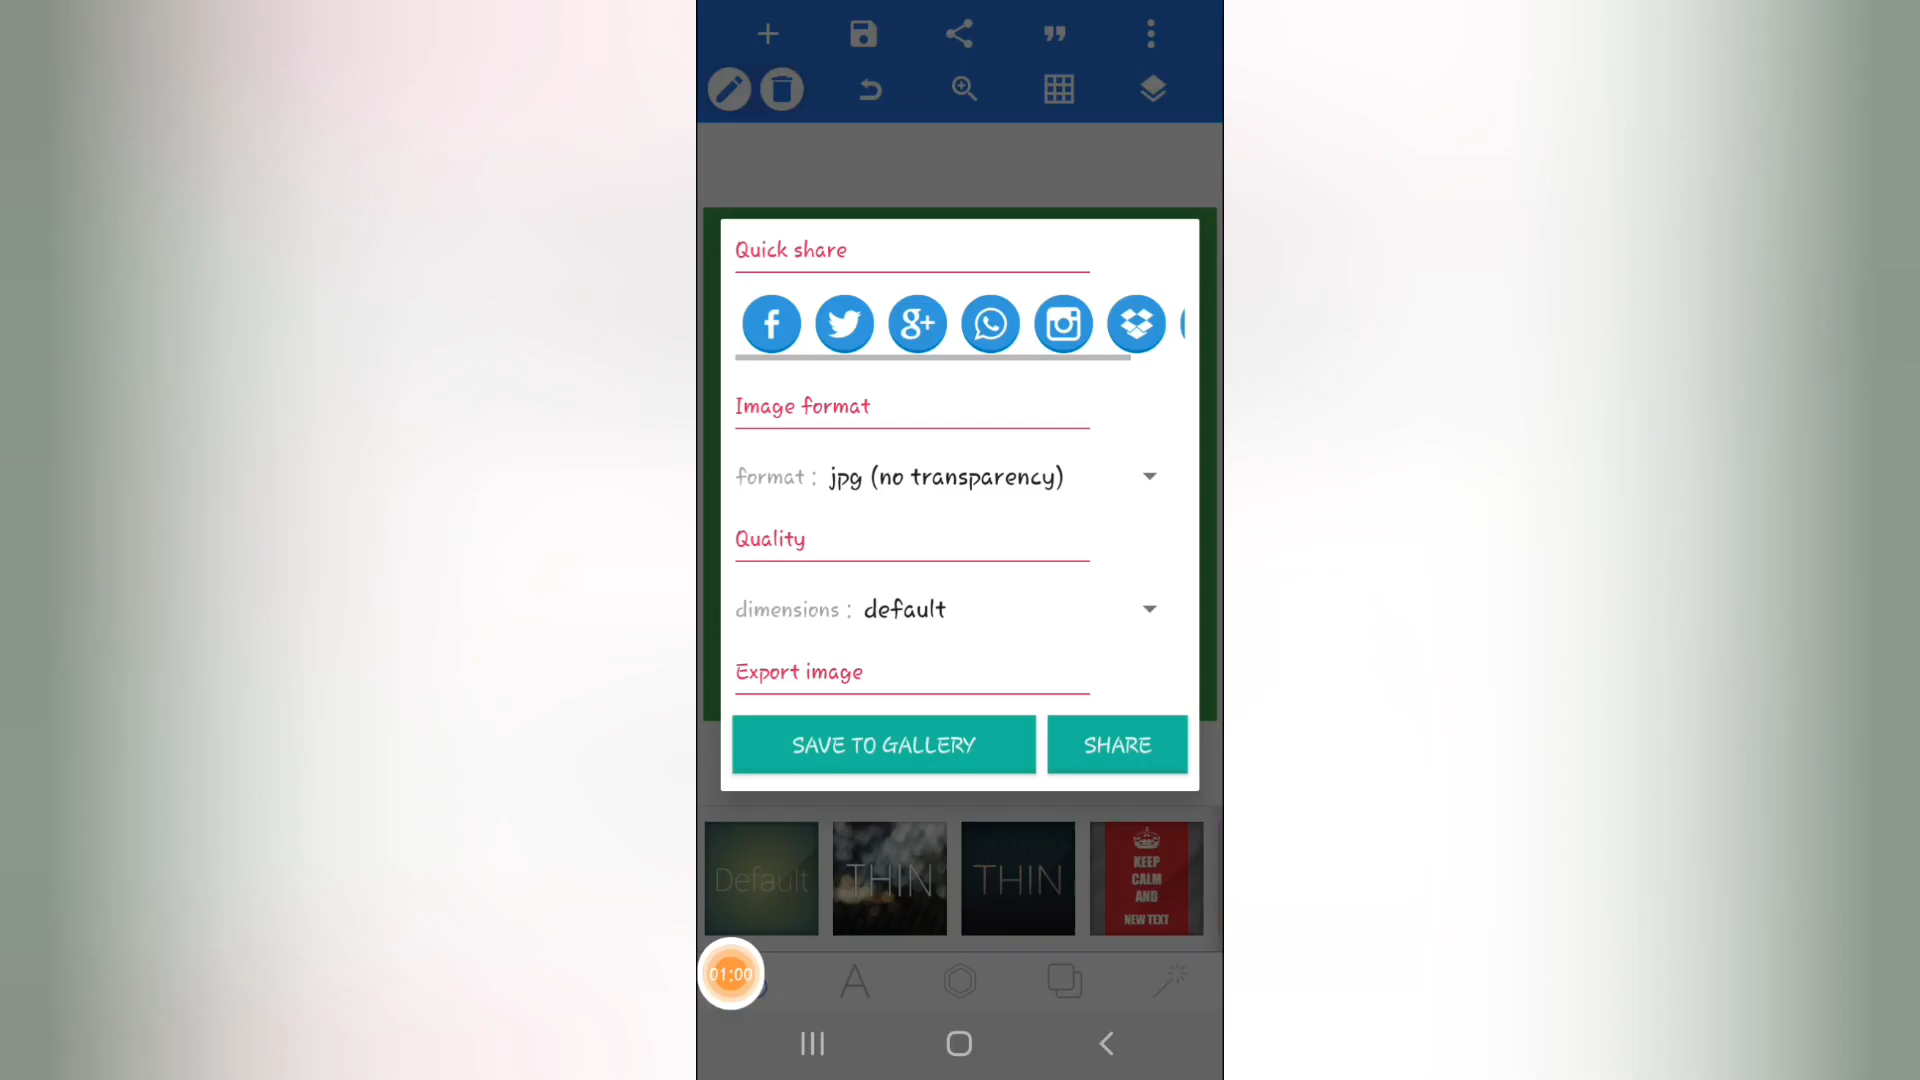 Quick share
Image format
format : jpg (no transparency)
Quality
dimensions : default
Export image
SAVE TO GALLERY
SHARE
Default
THIN
THIN
KEEP
CALM
AND
NEW TEXT
01:00